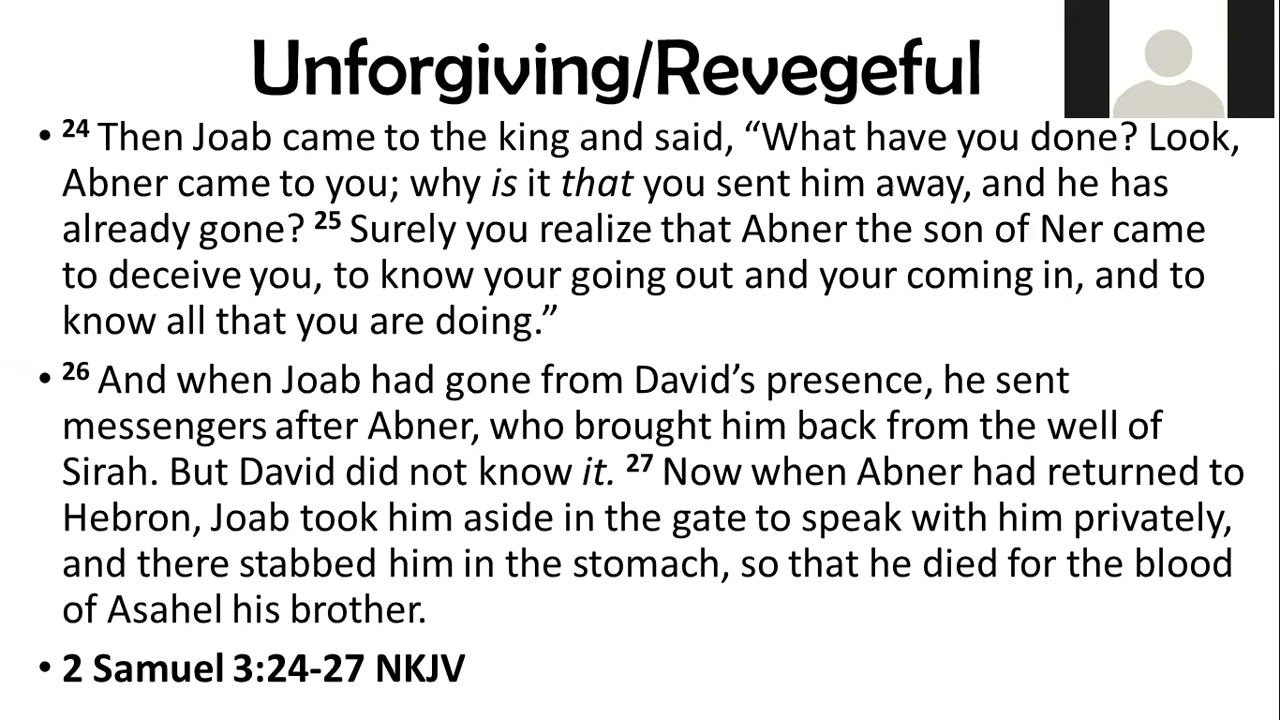 Unforgiving/Revegeful
• 24 Then Joab came to the king and said, “What have you done? Look,
Abner came to you; why is it that you sent him away, and he has
already gone? 25 Surely you realize that Abner the son of Ner came
to deceive you, to know your going out and your coming in, and to
know all that you are doing.”
• 26 And when Joab had gone from David’s presence, he sent
messengers after Abner, who brought him back from the well of
Sirah. But David did not know it. 27 Now when Abner had returned to
Hebron, Joab took him aside in the gate to speak with him privately,
and there stabbed him in the stomach, so that he died for the blood
of Asahel his brother.
• 2 Samuel 3:24-27 NKJV